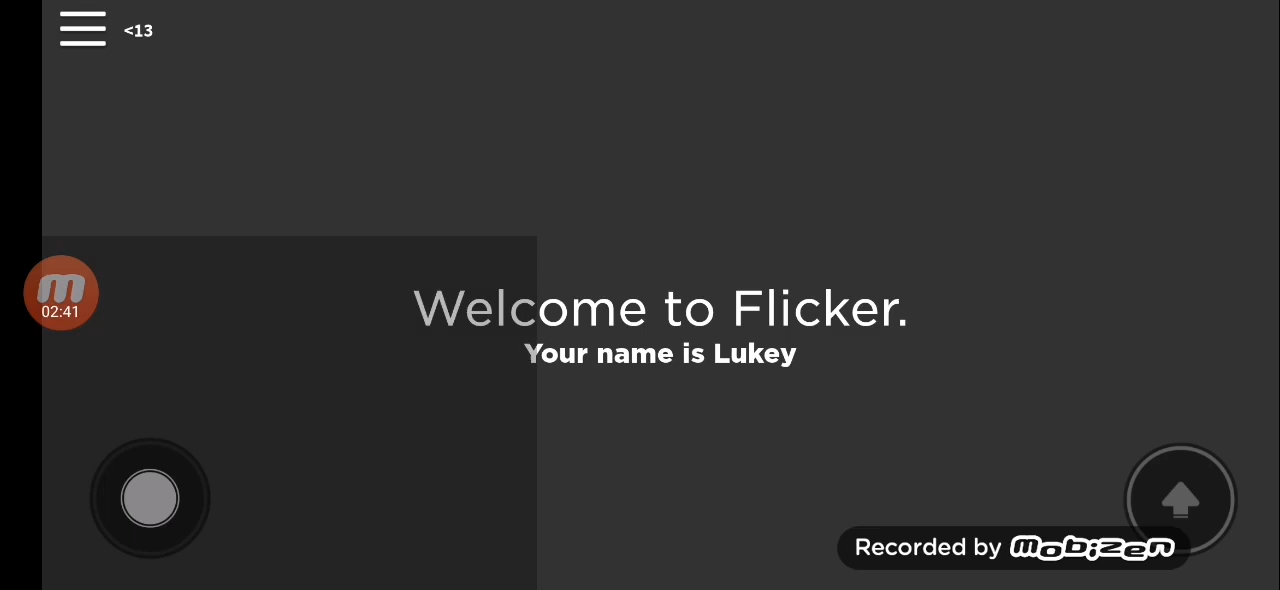 <13
02:41
Welcome to Flicker.
Your name is Lukey
Recorded by mobizen